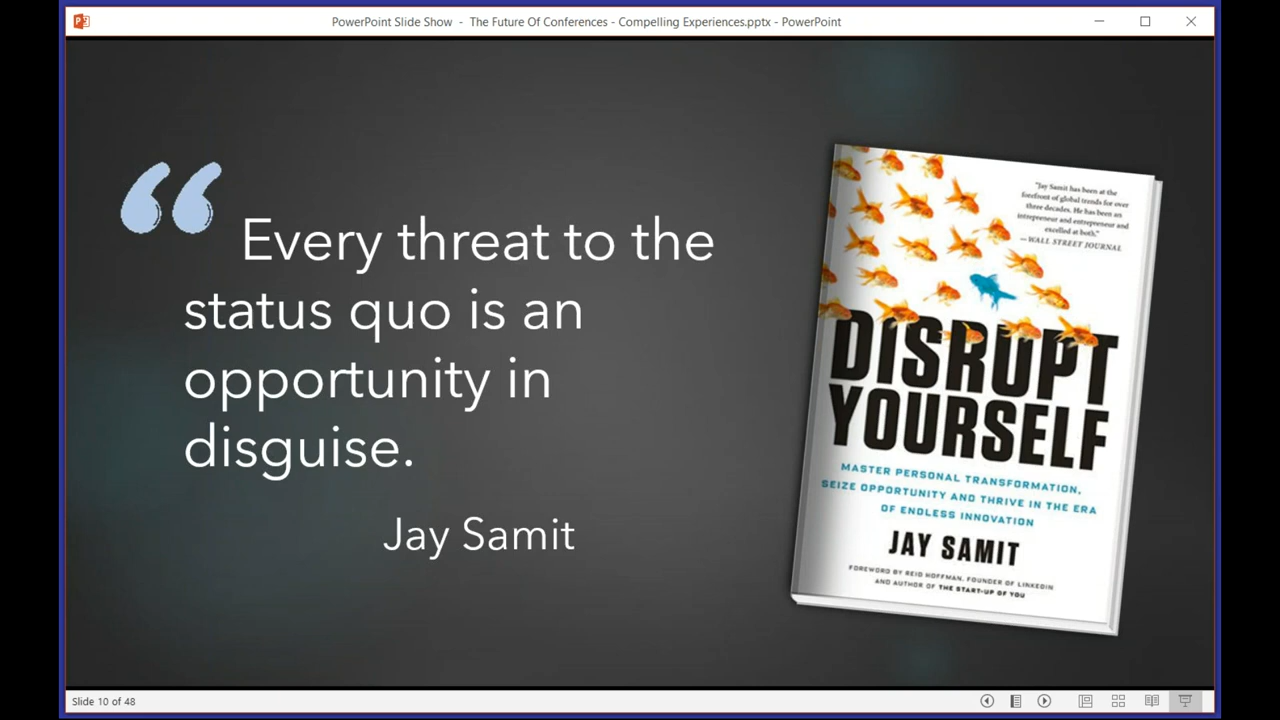 PowerPoint Slide Show - The Future Of Conferences - Compelling Experiences.pptx - PowerPoint
“ Every threat to the
status quo is an
opportunity in
disguise.
Jay Samit
"Jay Samit has been at the
forefront of global trends for over
three decades. He has been an
intrapreneur and entrepreneur and
excelled at both."
—WALL STREET JOURNAL
DISRUPT
YOURSELF
MASTER PERSONAL TRANSFORMATION,
SEIZE OPPORTUNITY AND THRIVE IN THE ERA
OF ENDLESS INNOVATION
JAY SAMIT
FOREWORD BY REID HOFFMAN, FOUNDER OF LINKEDIN
AND AUTHOR OF THE START-UP OF YOU
Slide 10 of 48